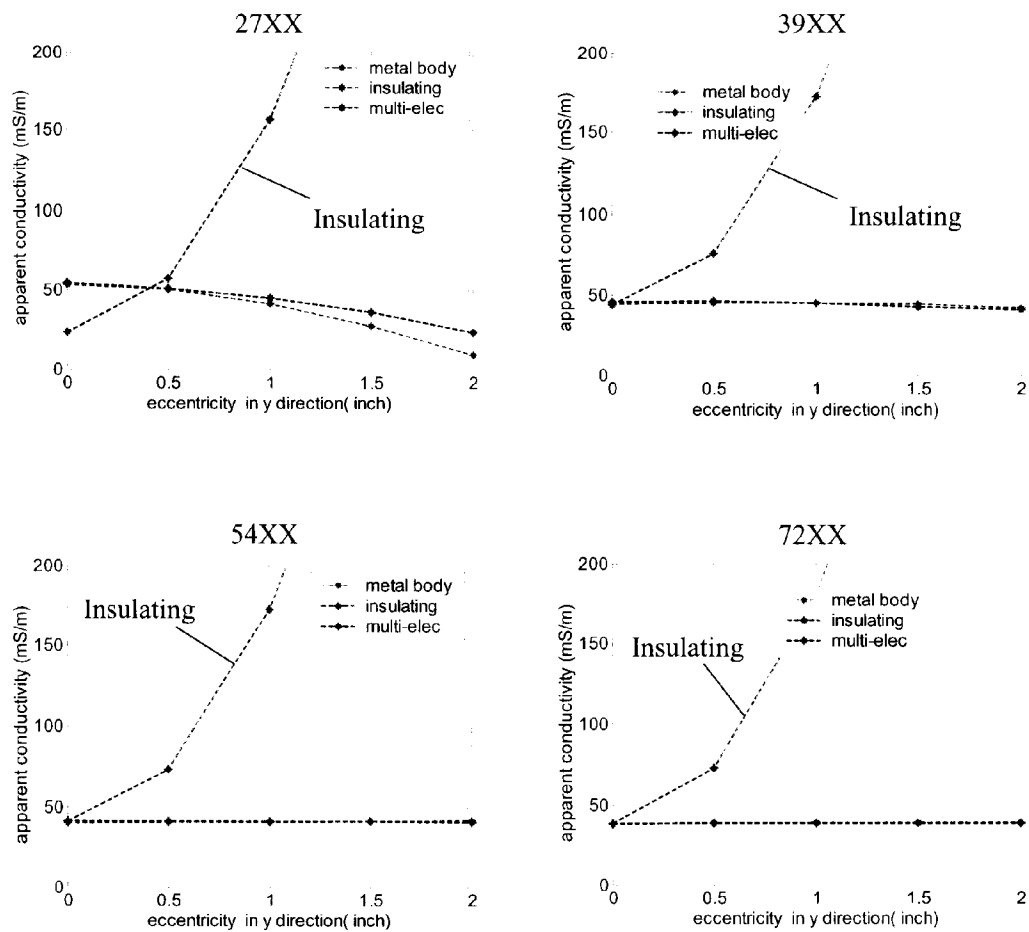 27XX
200
150
100
50
0
apparent conductivity (mS/m)
metal body
insulating
multi-elec
Insulating
0 0.5 1 1.5 2
eccentricity in y direction( inch)
39XX
200
150
100
50
0
apparent conductivity (mS/m)
metal body
insulating
multi-elec
Insulating
0 0.5 1 1.5 2
eccentricity in y direction( inch)
54XX
200
150
100
50
0
apparent conductivity (mS/m)
metal body
insulating
multi-elec
Insulating
0 0.5 1 1.5 2
eccentricity in y direction( inch)
72XX
200
150
100
50
0
apparent conductivity (mS/m)
metal body
insulating
multi-elec
Insulating
0 0.5 1 1.5 2
eccentricity in y direction( inch)